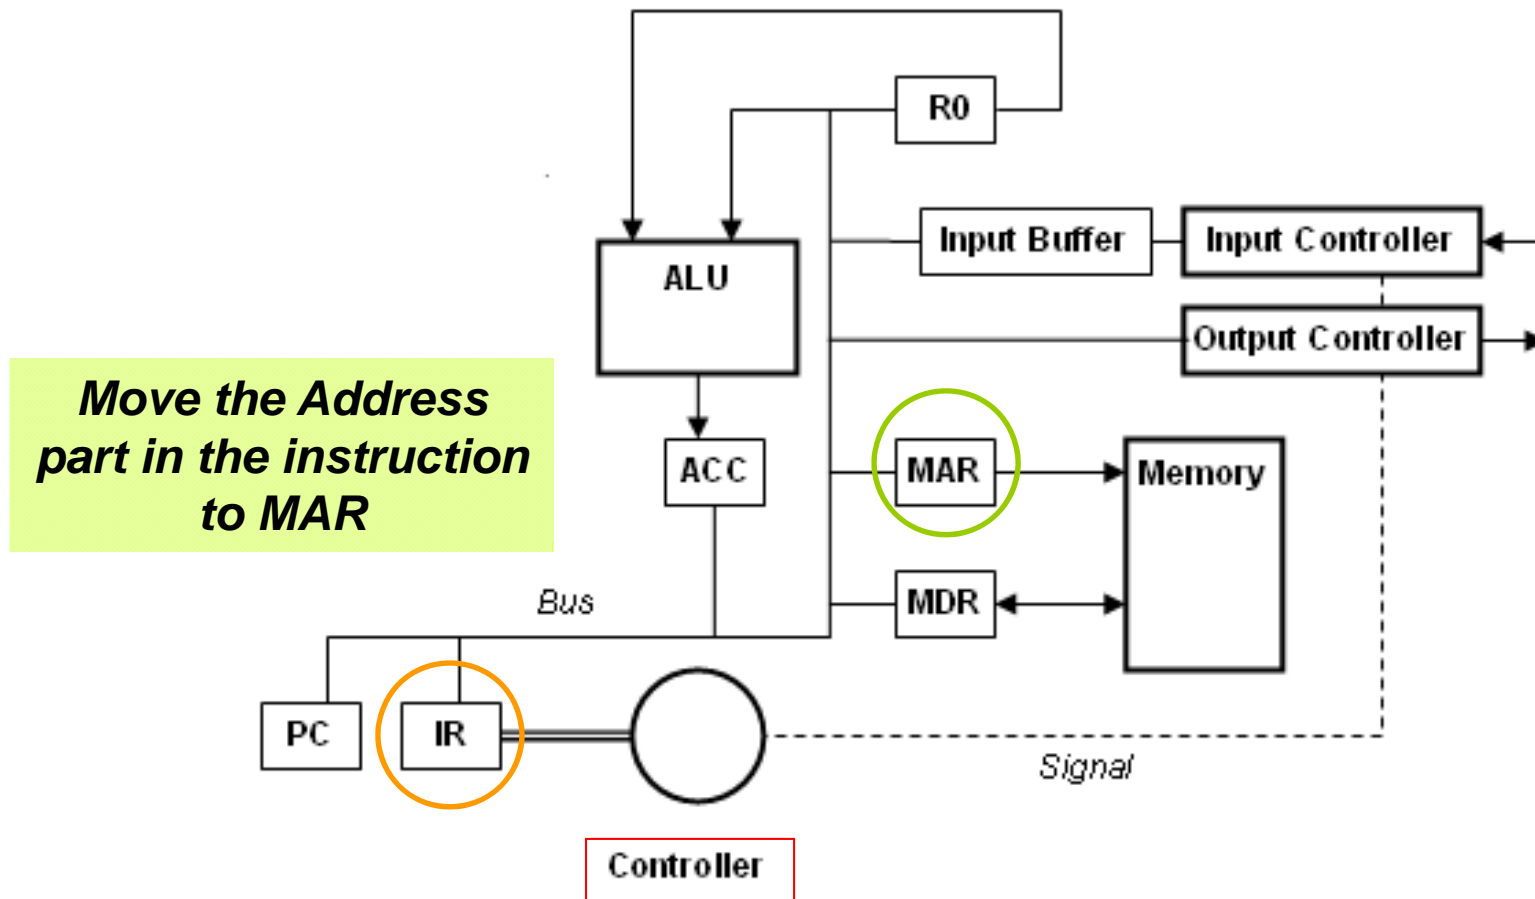 R0
Input Buffer
Input Controller
ALU
Output Controller
Move the Address
part in the instruction
to MAR
ACC
MAR
Memory
Bus
MDR
PC
IR
Signal
Controller